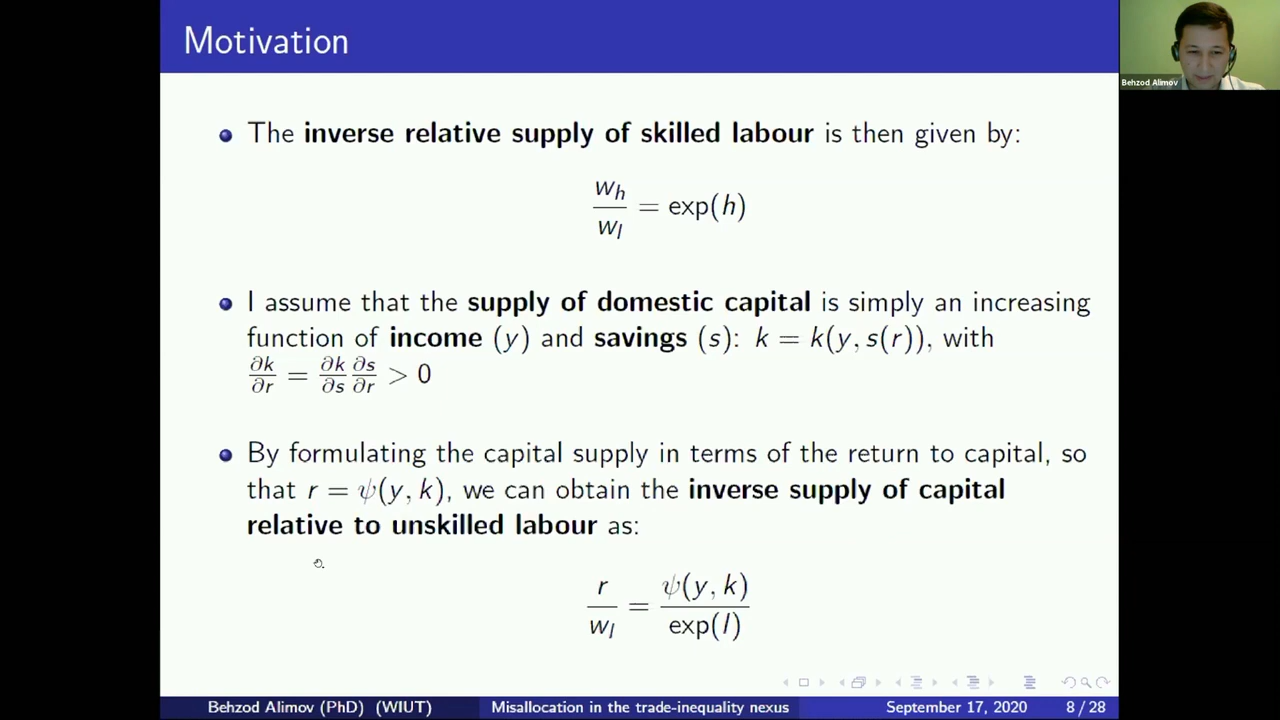 Motivation
Behzod Alimov
The inverse relative supply of skilled labour is then given by:
w_h / w_l = exp(h)
I assume that the supply of domestic capital is simply an increasing
function of income (y) and savings (s): k = k(y, s(r)), with
∂k/∂r = ∂k/∂s ∂s/∂r > 0
By formulating the capital supply in terms of the return to capital, so
that r = ψ(y, k), we can obtain the inverse supply of capital
relative to unskilled labour as:
r / w_l = ψ(y, k) / exp(l)
Behzod Alimov (PhD) (WIUT) Misallocation in the trade-inequality nexus September 17, 2020 8 / 28